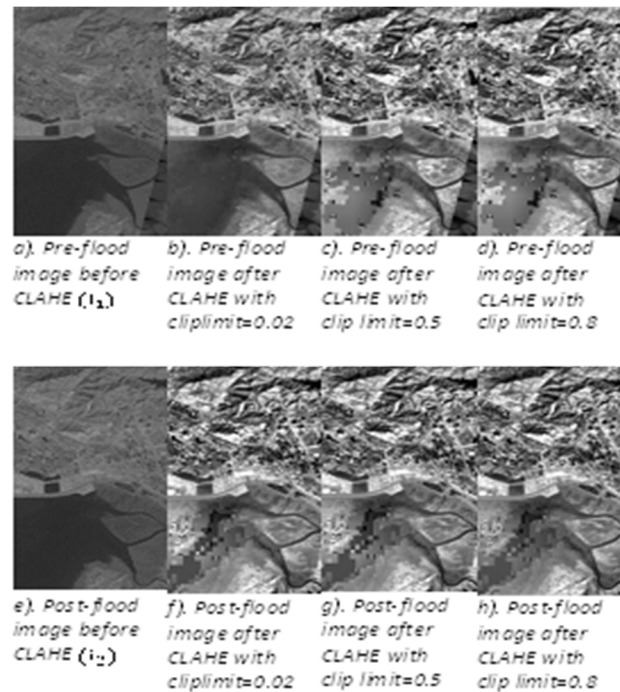 a). Pre-flood
image before
CLAHE (I₁)
b). Pre-flood
image after
CLAHE with
cliplimit=0.02
c). Pre-flood
image after
CLAHE with
clip limit=0.5
d). Pre-flood
image after
CLAHE with
clip limit=0.8
e). Post-flood
image before
CLAHE (I₂)
f). Post-flood
image after
CLAHE with
cliplimit=0.02
g). Post-flood
image after
CLAHE with
clip limit=0.5
h). Post-flood
image after
CLAHE with
clip limit=0.8